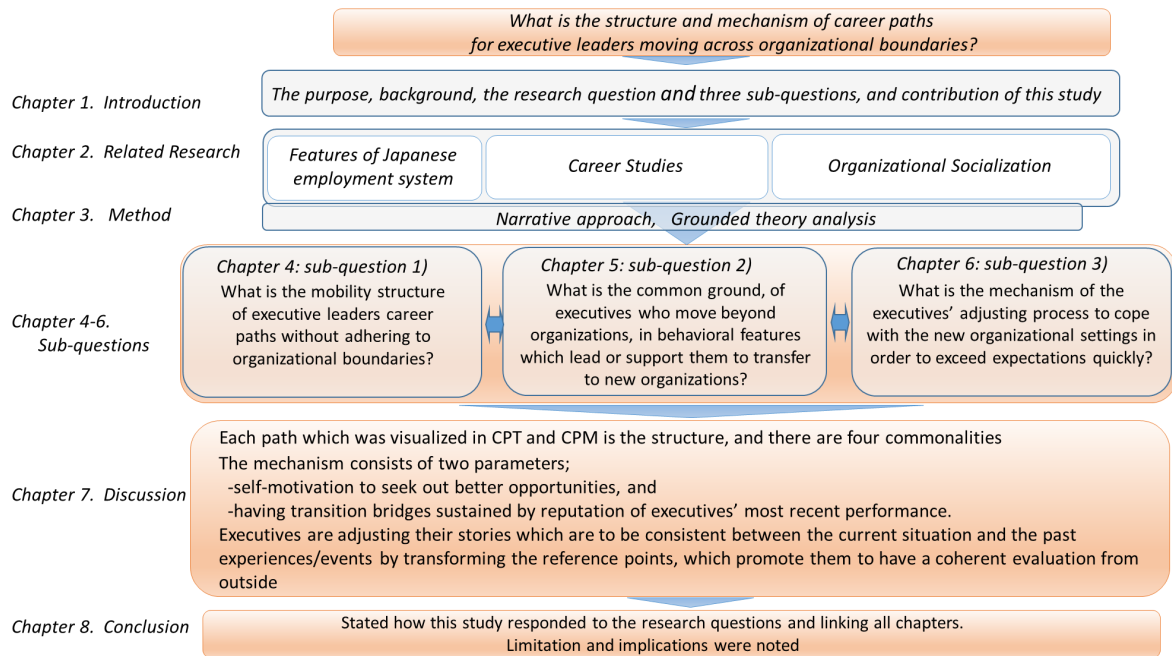 What is the structure and mechanism of career paths
for executive leaders moving across organizational boundaries?
Chapter 1. Introduction
The purpose, background, the research question and three sub-questions, and contribution of this study
Chapter 2. Related Research
Features of Japanese
employment system
Career Studies
Organizational Socialization
Chapter 3. Method
Narrative approach, Grounded theory analysis
Chapter 4-6.
Sub-questions
Chapter 4: sub-question 1)
What is the mobility structure
of executive leaders career
paths without adhering to
organizational boundaries?
Chapter 5: sub-question 2)
What is the common ground, of
executives who move beyond
organizations, in behavioral features
which lead or support them to transfer
to new organizations?
Chapter 6: sub-question 3)
What is the mechanism of the
executives' adjusting process to cope
with the new organizational settings in
order to exceed expectations quickly?
Chapter 7. Discussion
Each path which was visualized in CPT and CPM is the structure, and there are four commonalities
The mechanism consists of two parameters;
-self-motivation to seek out better opportunities, and
-having transition bridges sustained by reputation of executives' most recent performance.
Executives are adjusting their stories which are to be consistent between the current situation and the past
experiences/events by transforming the reference points, which promote them to have a coherent evaluation from
outside
Chapter 8. Conclusion
Stated how this study responded to the research questions and linking all chapters.
Limitation and implications were noted